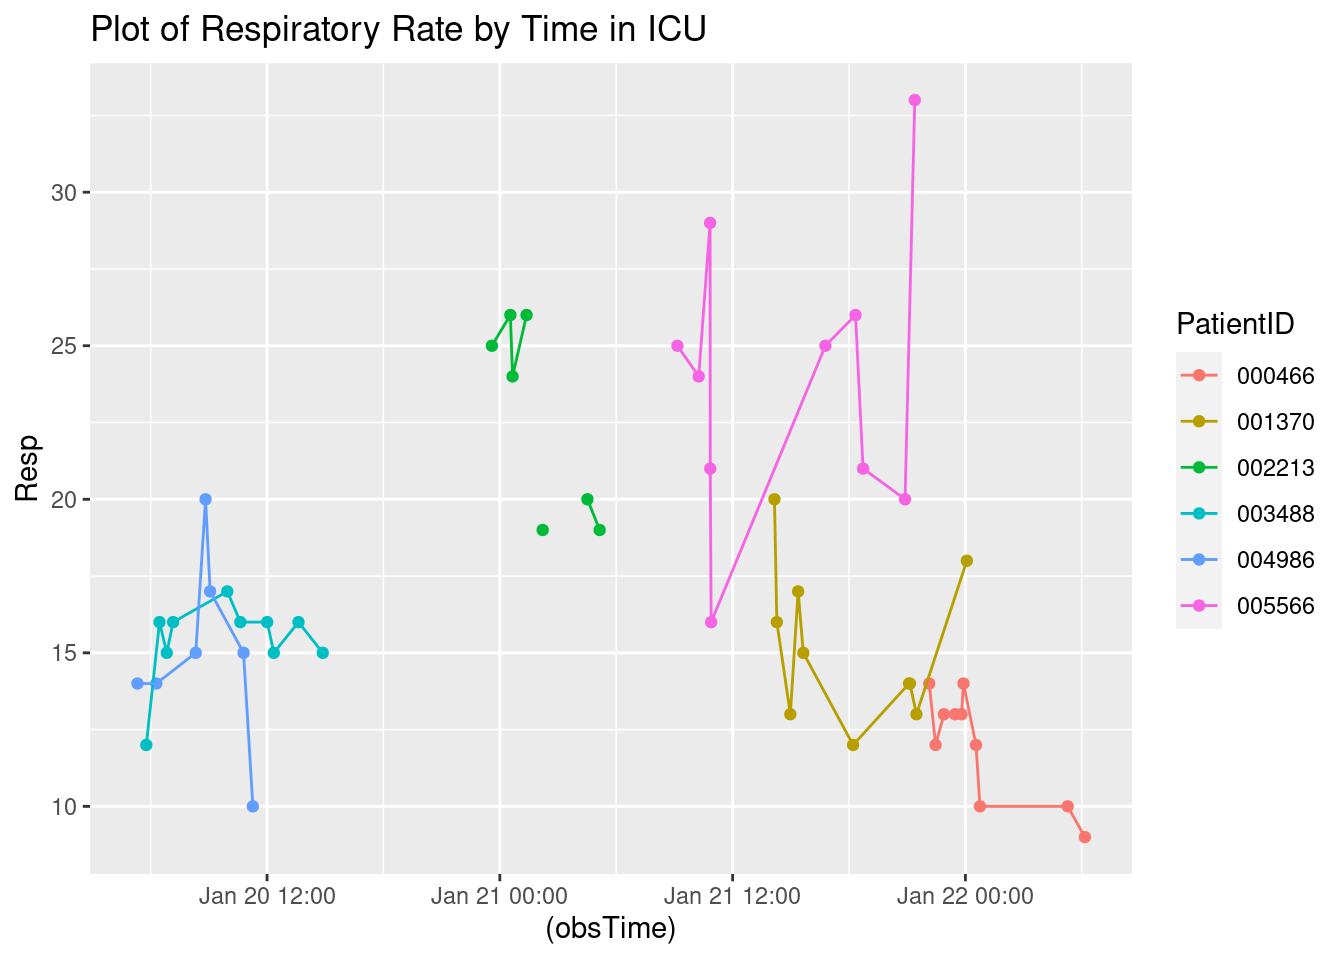 Plot of Respiratory Rate by Time in ICU
30
25
20
15
10
Resp
Jan 20 12:00
Jan 21 00:00
Jan 21 12:00
Jan 22 00:00
(obsTime)
PatientID
000466
001370
002213
003488
004986
005566